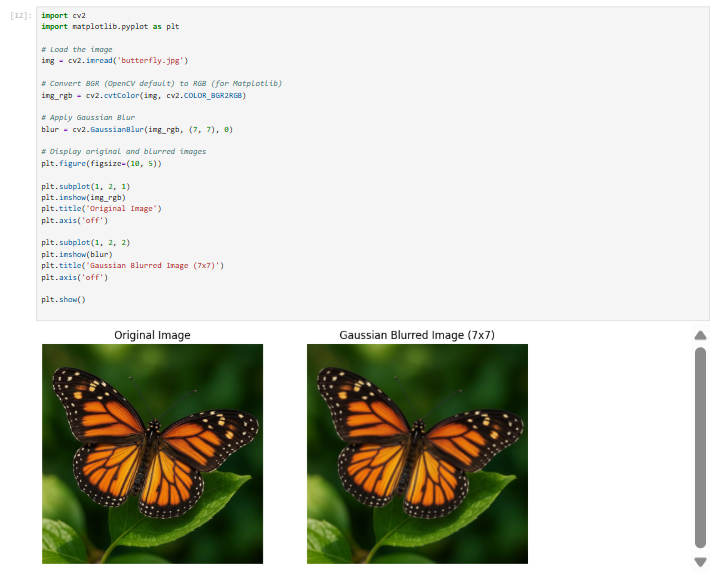 [12]:
import cv2
import matplotlib.pyplot as plt
# Load the image
img = cv2.imread('butterfly.jpg')
# Convert BGR (OpenCV default) to RGB (for Matplotlib)
img_rgb = cv2.cvtColor(img, cv2.COLOR_BGR2RGB)
# Apply Gaussian Blur
blur = cv2.GaussianBlur(img_rgb, (7, 7), 0)
# Display original and blurred images
plt.figure(figsize=(10, 5))
plt.subplot(1, 2, 1)
plt.imshow(img_rgb)
plt.title('Original Image')
plt.axis('off')
plt.subplot(1, 2, 2)
plt.imshow(blur)
plt.title('Gaussian Blurred Image (7x7)')
plt.axis('off')
plt.show()
Original Image
Gaussian Blurred Image (7x7)